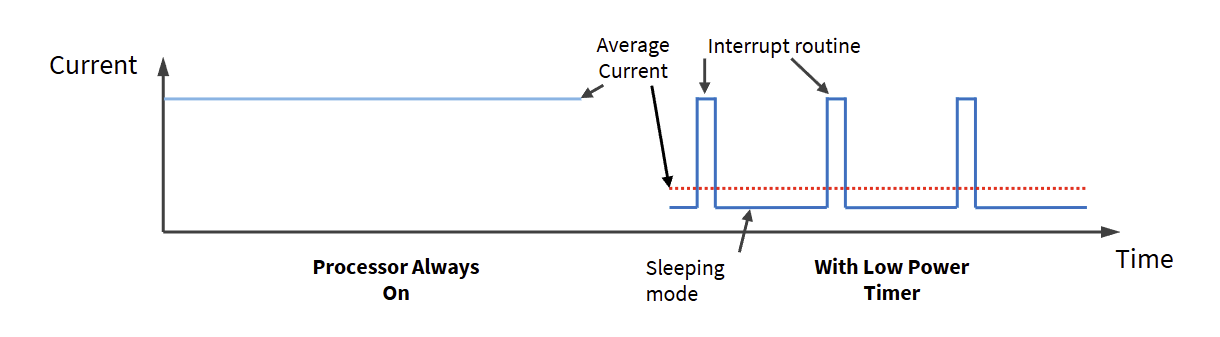 Current
Average
Current
Interrupt routine
Sleeping
mode
Time
Processor Always
On
With Low Power
Timer